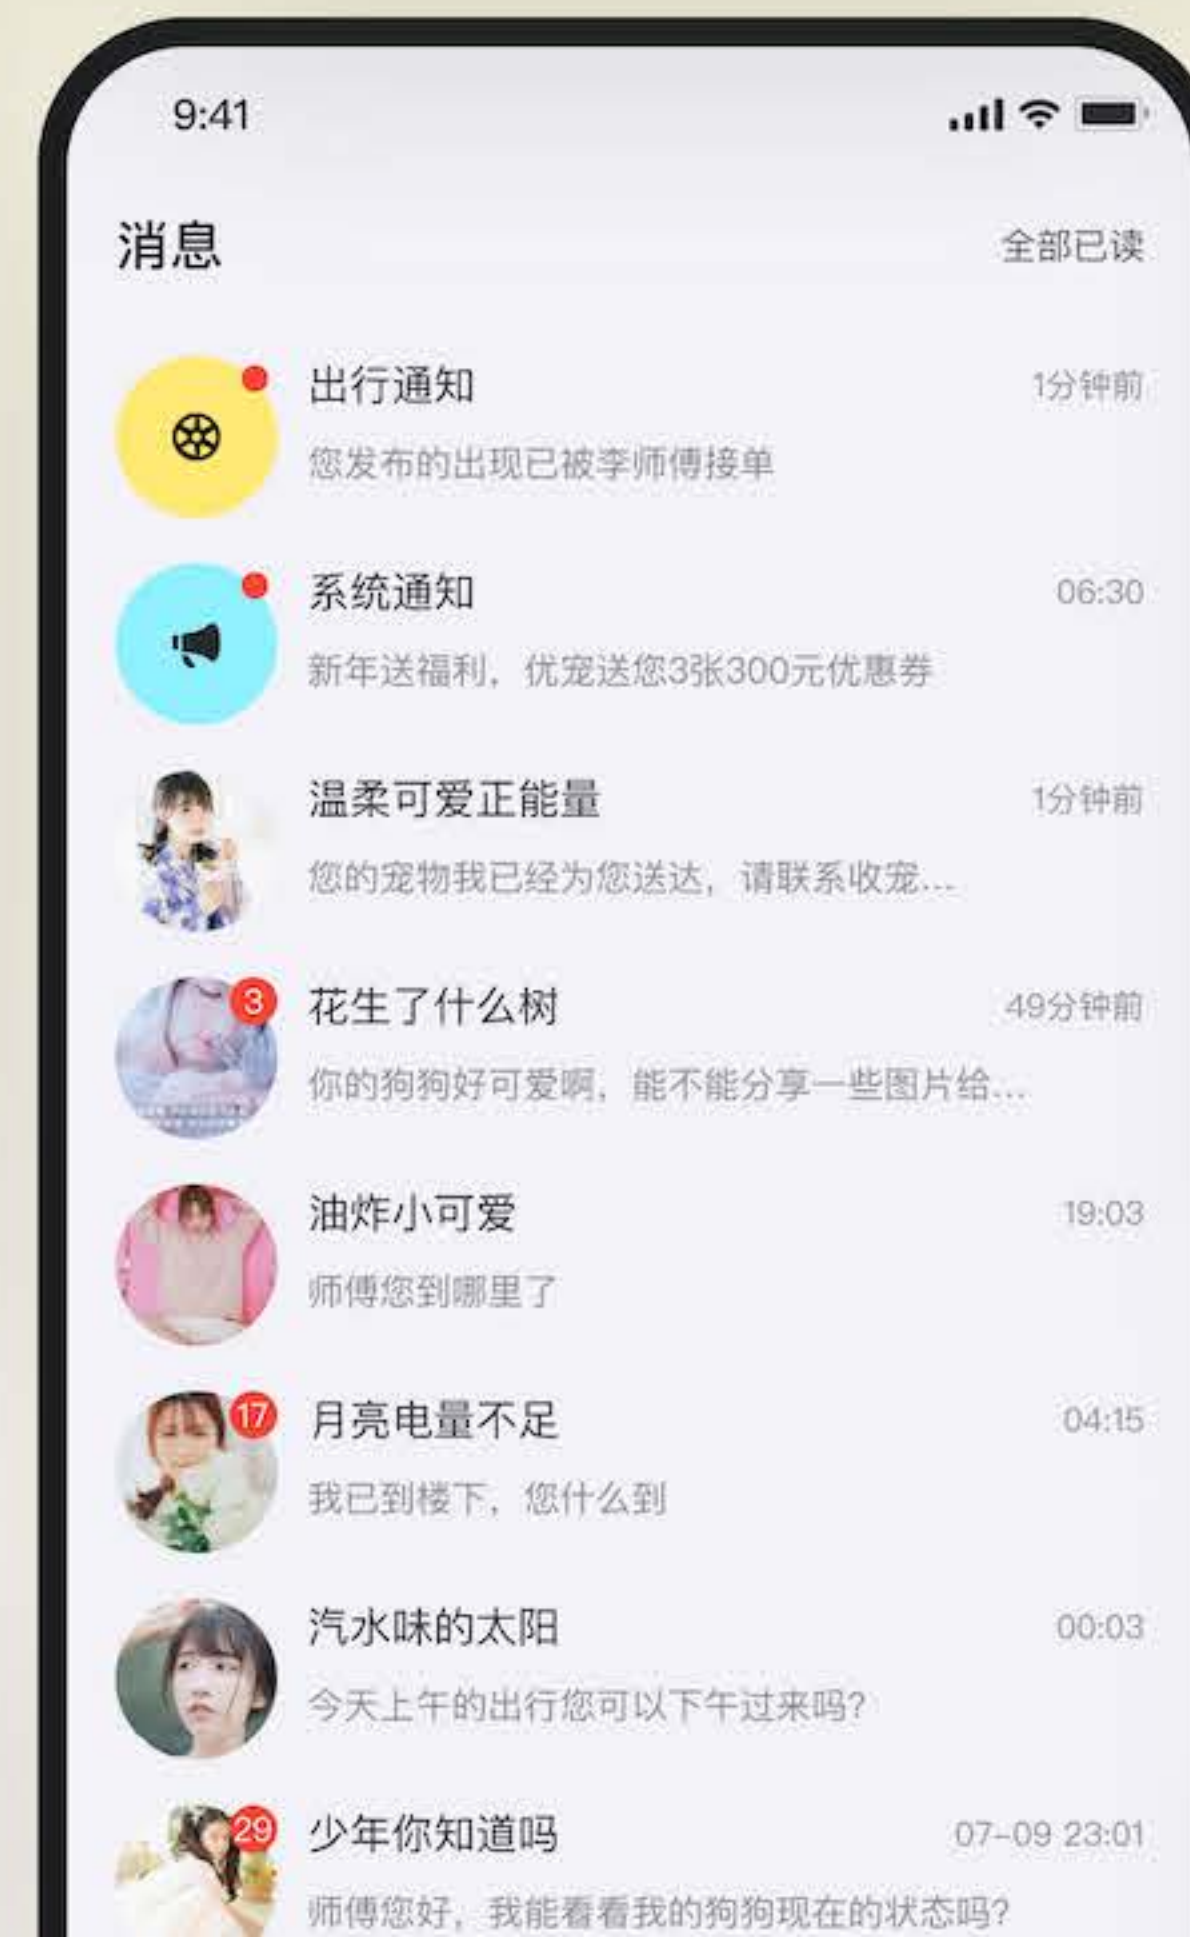 9:41
消息
全部已读
出行通知
1分钟前
您发布的出现已被李师傅接单
系统通知
06:30
新年送福利，优宠送您3张300元优惠券
温柔可爱正能量
1分钟前
您的宠物我已经为您送达，请联系收宠...
3
花生了什么树
49分钟前
你的狗狗好可爱啊，能不能分享一些图片给...
油炸小可爱
19:03
师傅您到哪里了
17
月亮电量不足
04:15
我已到楼下，您什么到
汽水味的太阳
00:03
今天上午的出行您可以下午过来吗？
29
少年你知道吗
07-09 23:01
师傅您好，我能看看我的狗狗现在的状态吗？